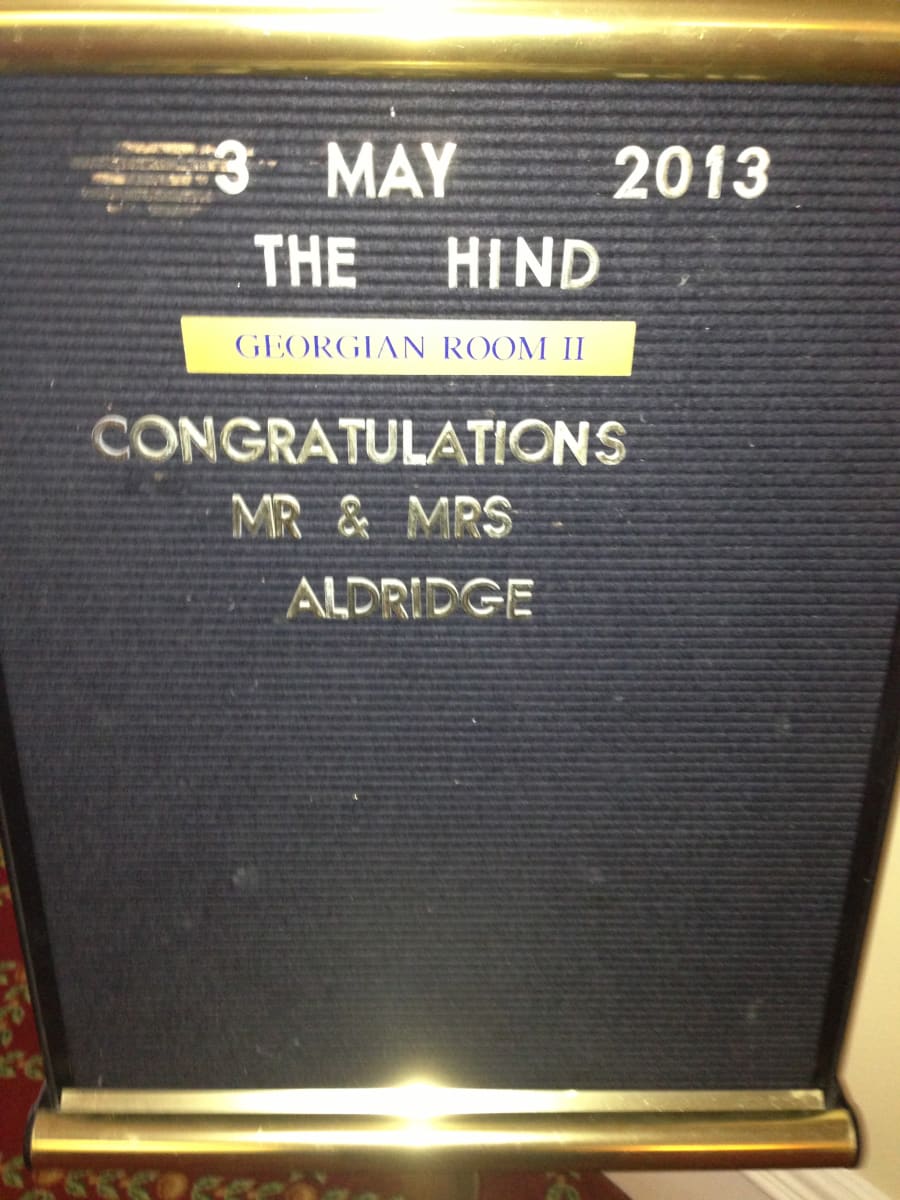 3 MAY 2013
THE HIND
GEORGIAN ROOM II
CONGRATULATIONS
MR & MRS
ALDRIDGE